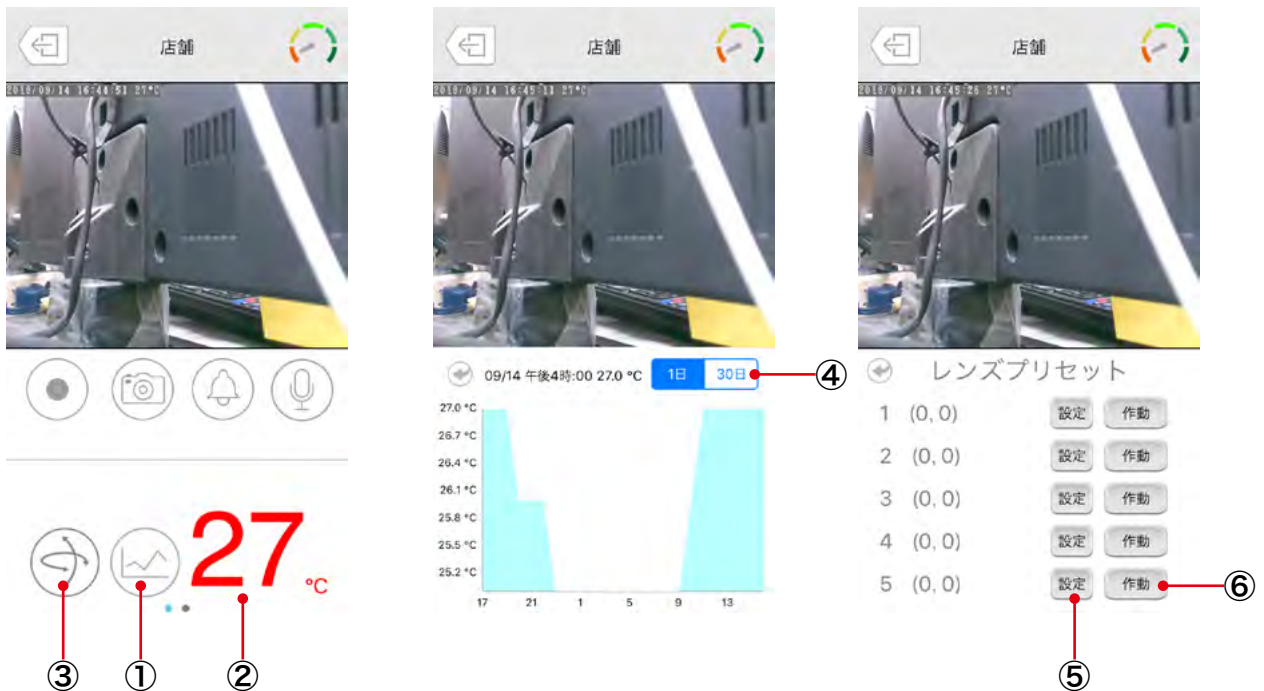 店舗
2018/09/14 16:44:51 27°C
27
°C
③
①
②
店舗
2018/09/14 16:45:11 27°C
09/14 午後4時:00 27.0 °C
1日
30日
④
27.0 °C
26.7 °C
26.4 °C
26.1 °C
25.8 °C
25.5 °C
25.2 °C
17 21 1 5 9 13
店舗
2018/09/14 16:45:26 27°C
レンズプリセット
1 (0, 0) 設定 作動
2 (0, 0) 設定 作動
3 (0, 0) 設定 作動
4 (0, 0) 設定 作動
5 (0, 0) 設定 作動
⑥
⑤